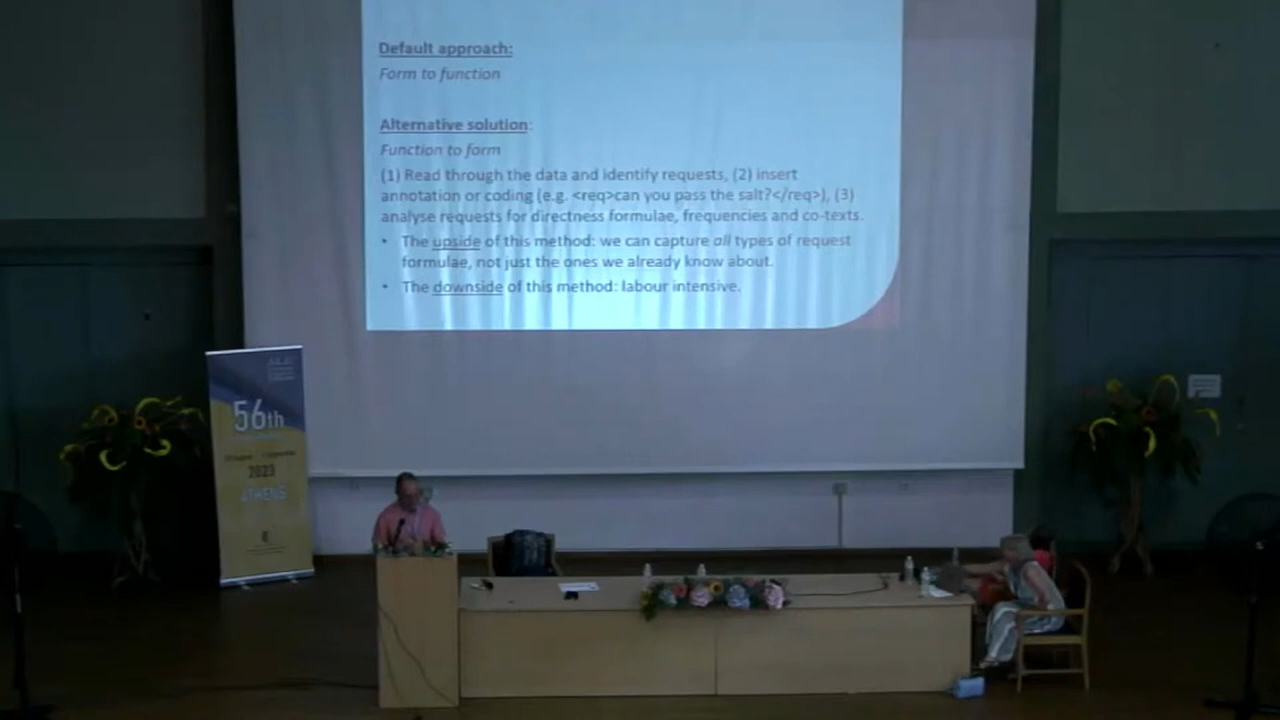 Default approach:
Form to function
Alternative solution:
Function to form
(1) Read through the data and identify requests, (2) insert
annotation or coding (e.g. <req>can you pass the salt?</req>), (3)
analyse requests for directness formulae, frequencies and co-texts.
• The upside of this method: we can capture all types of request
formulae, not just the ones we already know about.
• The downside of this method: labour intensive.
56th
2023
ATHENS